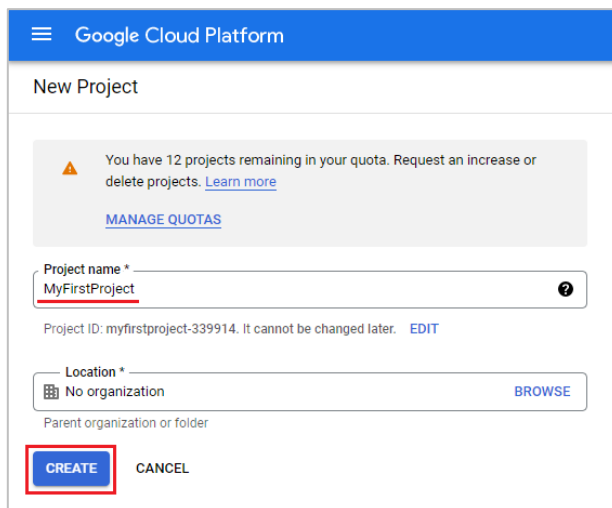 Google Cloud Platform
New Project
You have 12 projects remaining in your quota. Request an increase or
delete projects. Learn more
MANAGE QUOTAS
Project name *
MyFirstProject
Project ID: myfirstproject-339914. It cannot be changed later. EDIT
Location *
No organization BROWSE
Parent organization or folder
CREATE CANCEL